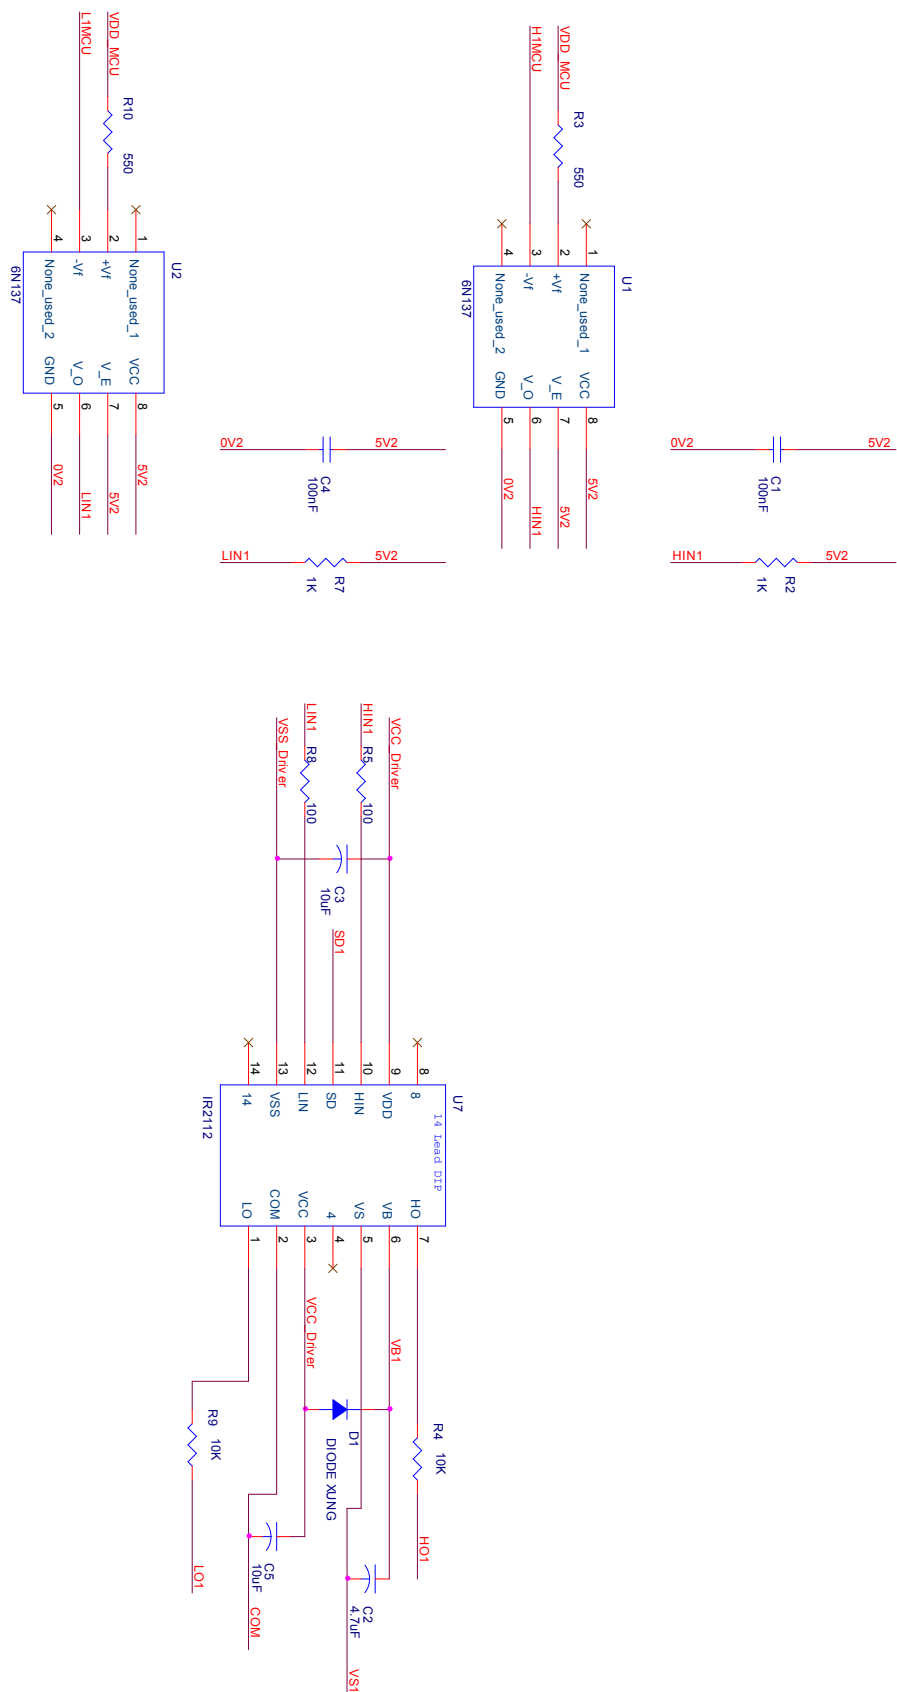 VDD_MCU
H1MCU
R3
550
U1
1
2
3
4
None_used_1
+Vf
-Vf
None_used_2
VCC
V_E
V_O
GND
8
7
6
5
6N137
5V2
5V2
HIN1
0V2
0V2
5V2
C1
100nF
HIN1
5V2
R2
1K
VDD_MCU
L1MCU
R10
550
U2
1
2
3
4
None_used_1
+Vf
-Vf
None_used_2
VCC
V_E
V_O
GND
8
7
6
5
6N137
5V2
5V2
LIN1
0V2
0V2
5V2
C4
100nF
LIN1
5V2
R7
1K
VCC_Driver
HIN1
R5
100
LIN1
R8
100
VSS_Driver
C3
10uF
SD1
U7
14 Lead DIP
8
9
10
11
12
13
14
8
VDD
HIN
SD
LIN
VSS
14
HO
VB
VS
4
VCC
COM
LO
7
6
5
4
3
2
1
IR2112
VB1
VCC_Driver
D1
DIODE XUNG
R4
10K
HO1
R9
10K
LO1
C5
10uF
COM
C2
4.7uF
VS1